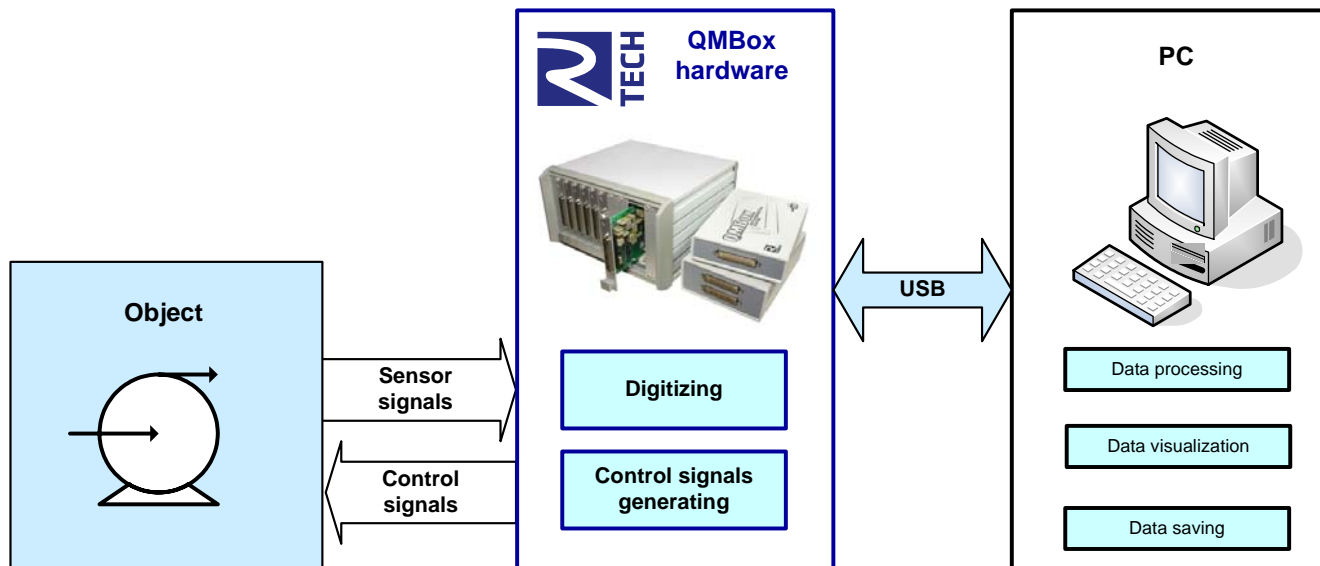 TECH
QMBox
hardware
PC
QMBox
USB
Object
Sensor
signals
Digitizing
Data processing
Control
signals
Control signals
generating
Data visualization
Data saving